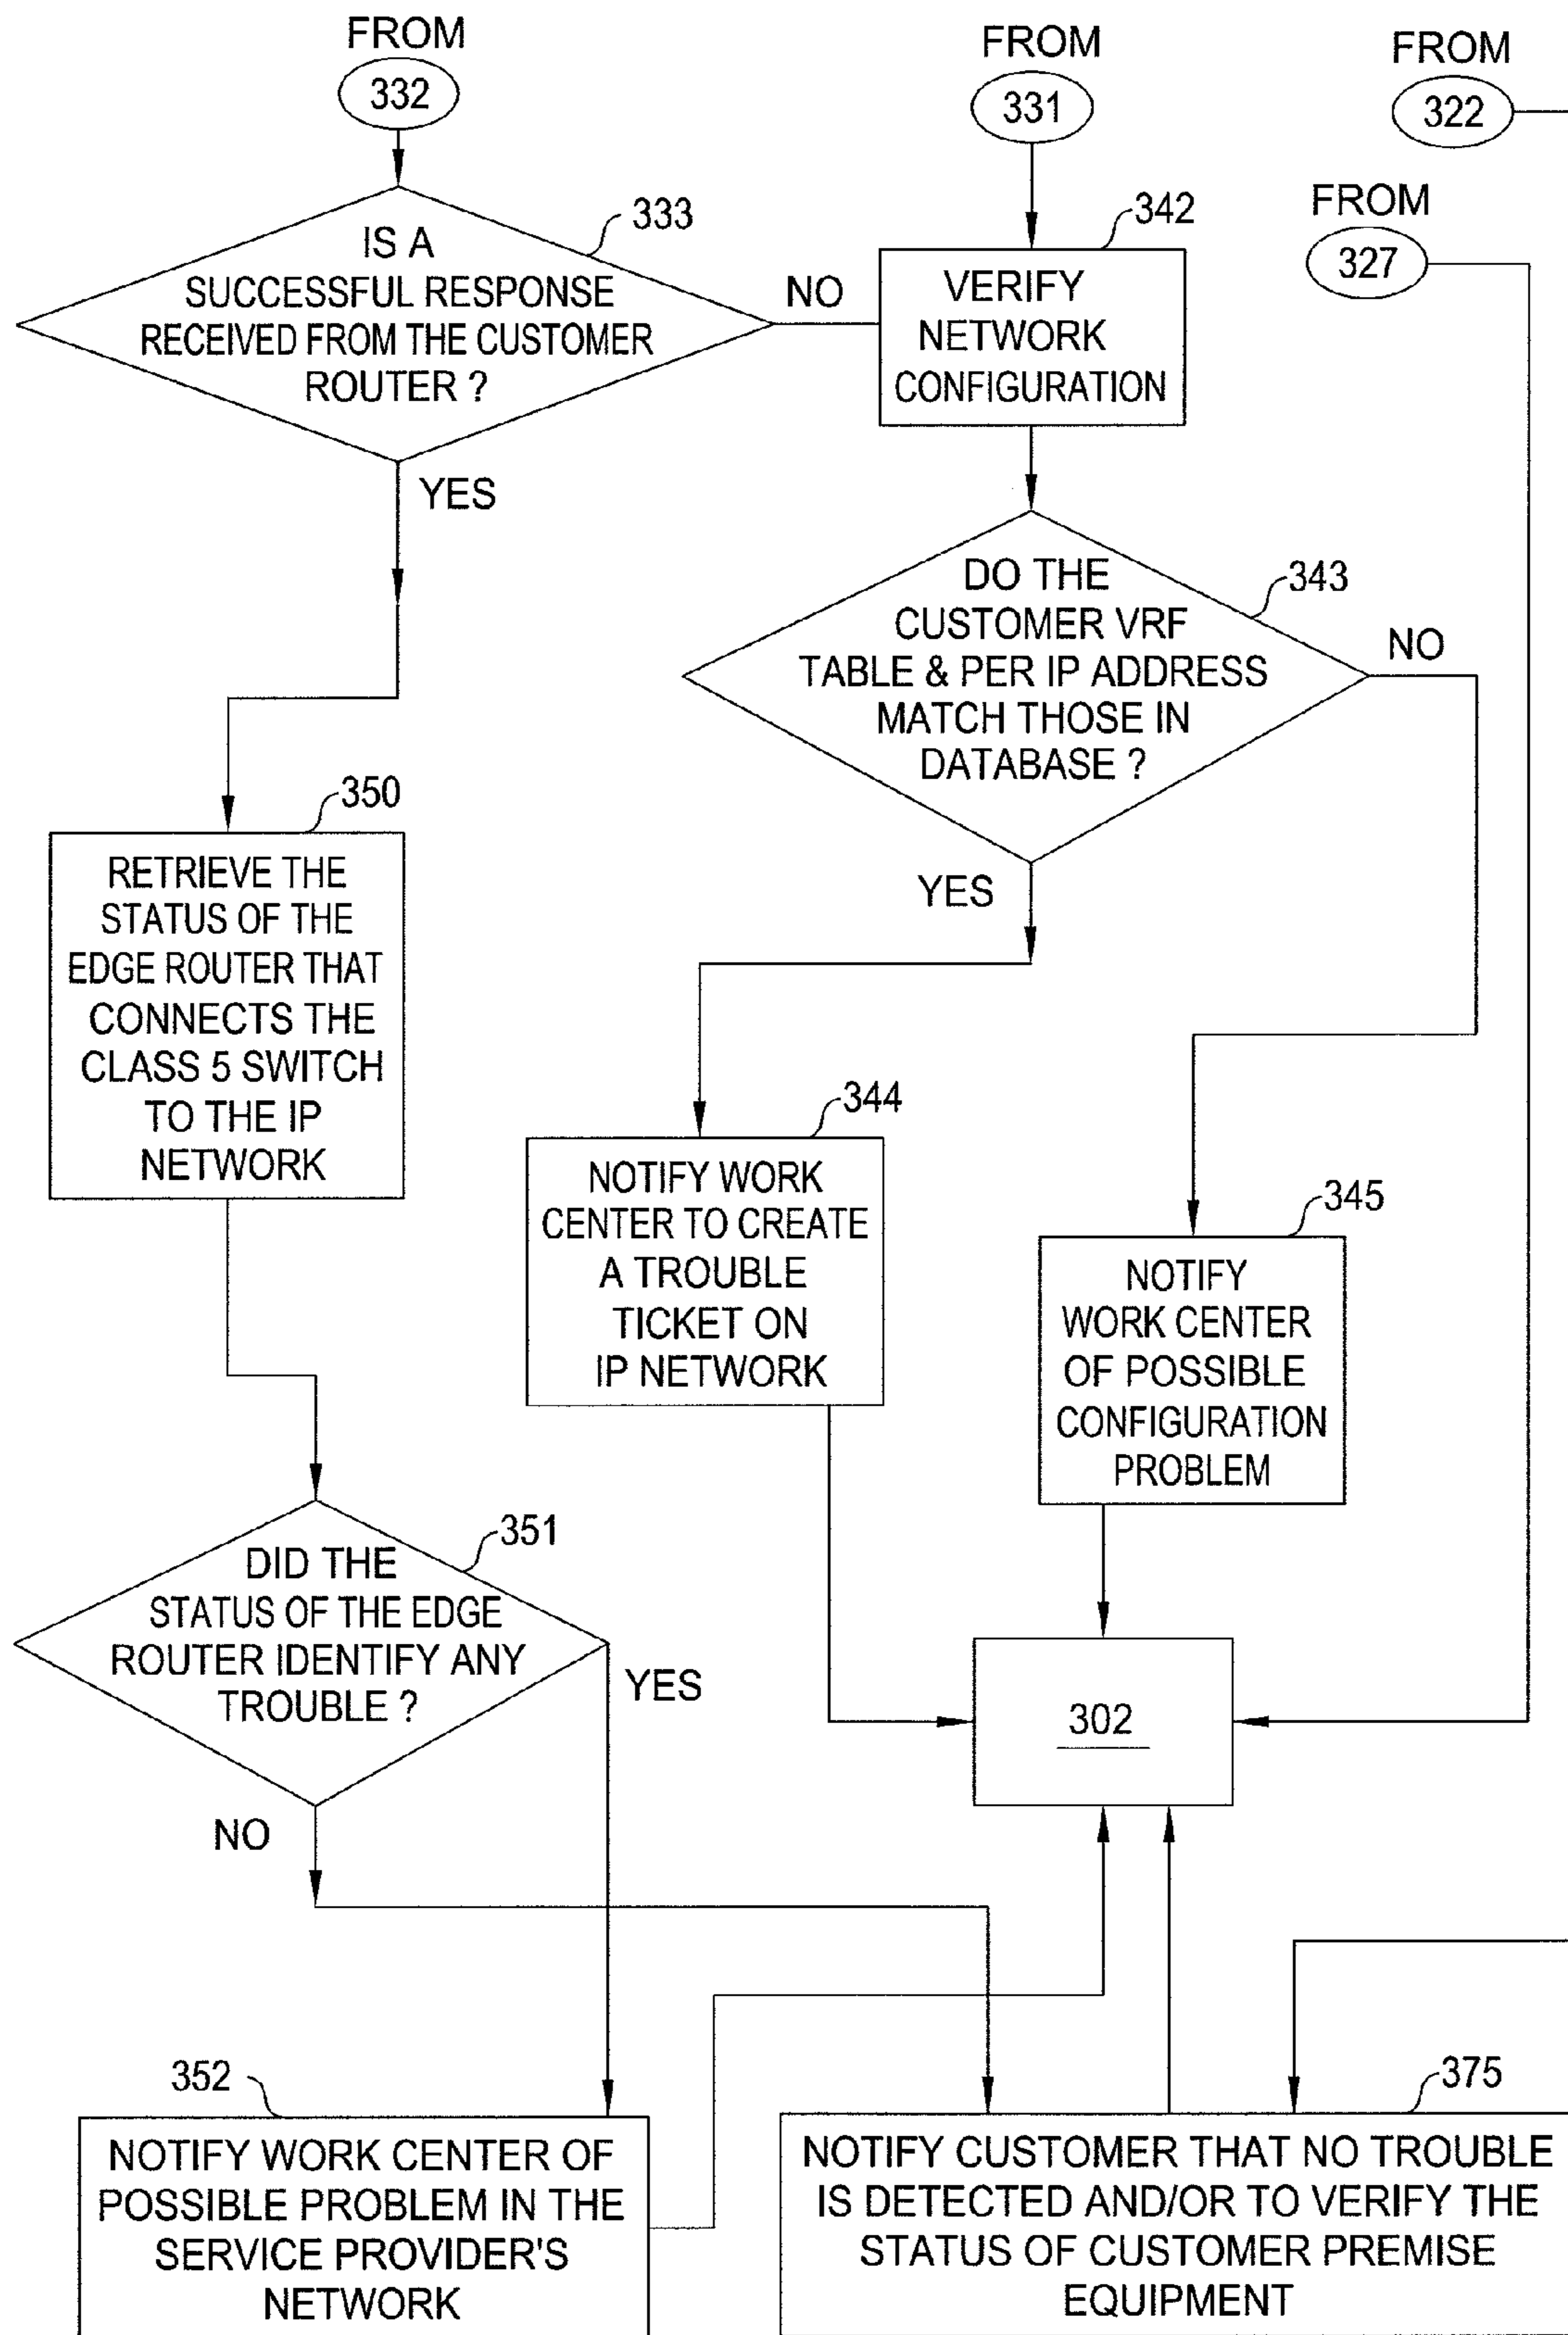 FROM
332
FROM
331
FROM
322
FROM
327
333
IS A
SUCCESSFUL RESPONSE
RECEIVED FROM THE CUSTOMER
ROUTER ?
NO
YES
342
VERIFY
NETWORK
CONFIGURATION
343
DO THE
CUSTOMER VRF
TABLE & PER IP ADDRESS
MATCH THOSE IN
DATABASE ?
NO
YES
350
RETRIEVE THE
STATUS OF THE
EDGE ROUTER THAT
CONNECTS THE
CLASS 5 SWITCH
TO THE IP
NETWORK
344
NOTIFY WORK
CENTER TO CREATE
A TROUBLE
TICKET ON
IP NETWORK
345
NOTIFY
WORK CENTER
OF POSSIBLE
CONFIGURATION
PROBLEM
351
DID THE
STATUS OF THE EDGE
ROUTER IDENTIFY ANY
TROUBLE ?
YES
NO
302
352
NOTIFY WORK CENTER OF
POSSIBLE PROBLEM IN THE
SERVICE PROVIDER'S
NETWORK
375
NOTIFY CUSTOMER THAT NO TROUBLE
IS DETECTED AND/OR TO VERIFY THE
STATUS OF CUSTOMER PREMISE
EQUIPMENT